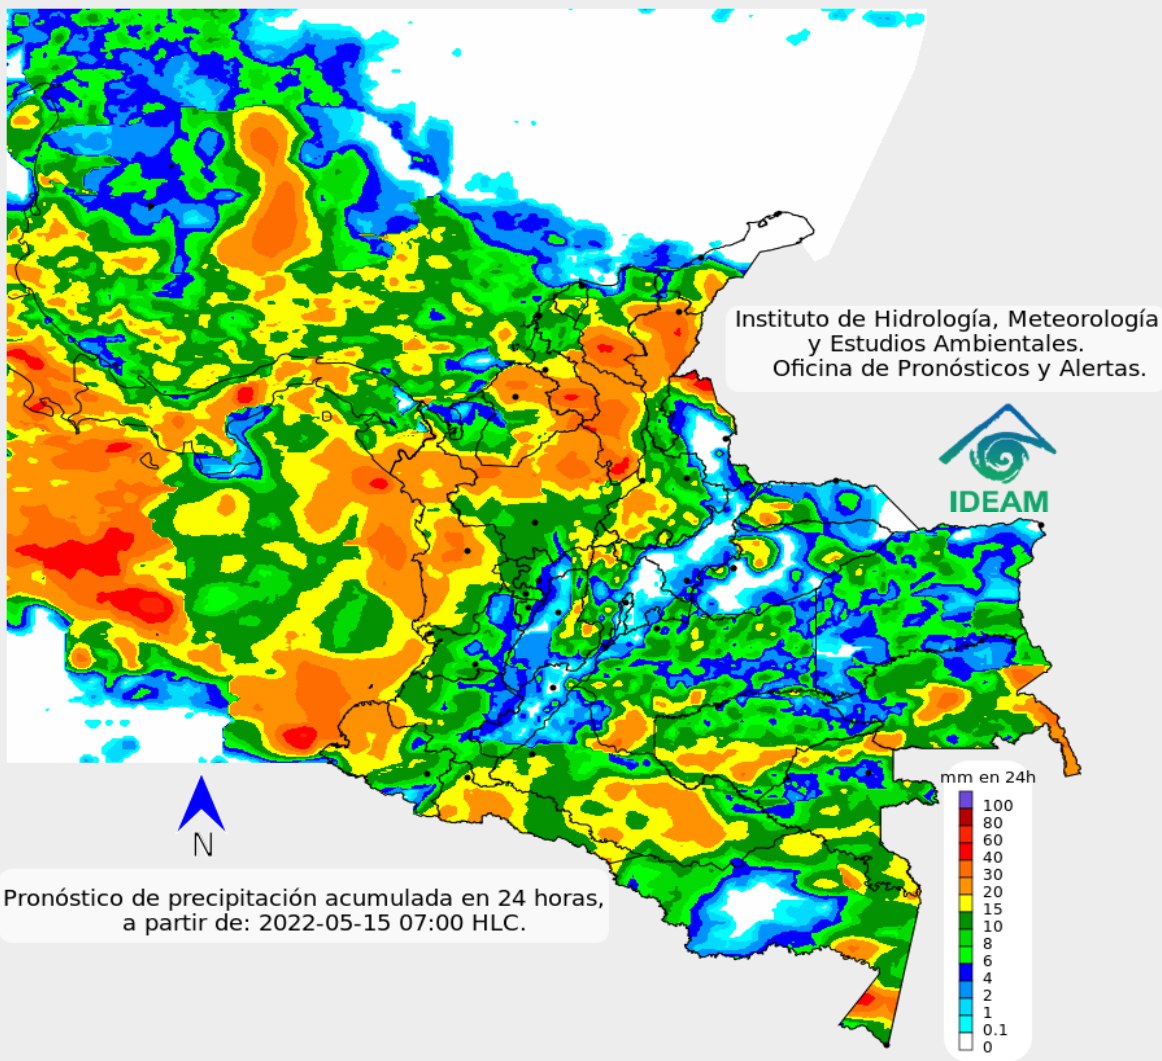 Instituto de Hidrología, Meteorología
y Estudios Ambientales.
Oficina de Pronósticos y Alertas.
IDEAM
mm en 24h
100
80
60
40
30
20
15
10
8
6
4
2
1
0.1
0
N
Pronóstico de precipitación acumulada en 24 horas,
a partir de: 2022-05-15 07:00 HLC.